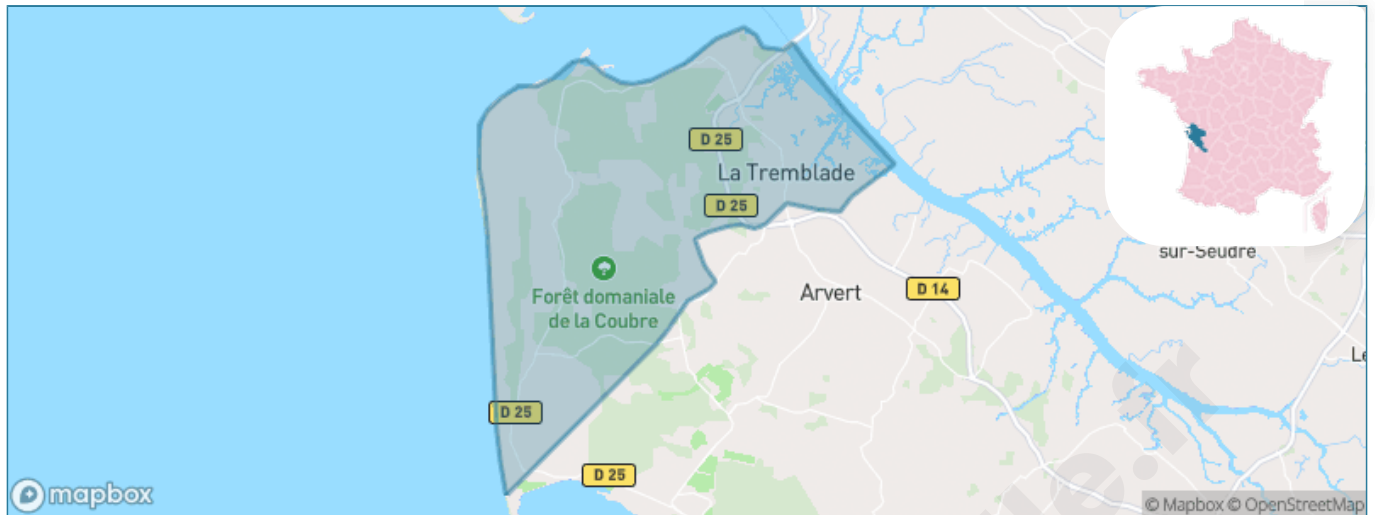 D 25
La Tremblade
D 25
sur-Seudre
Forêt domaniale
de la Coubre
Arvert
D 14
D 25
D 25
mapbox
© Mapbox © OpenStreetMap